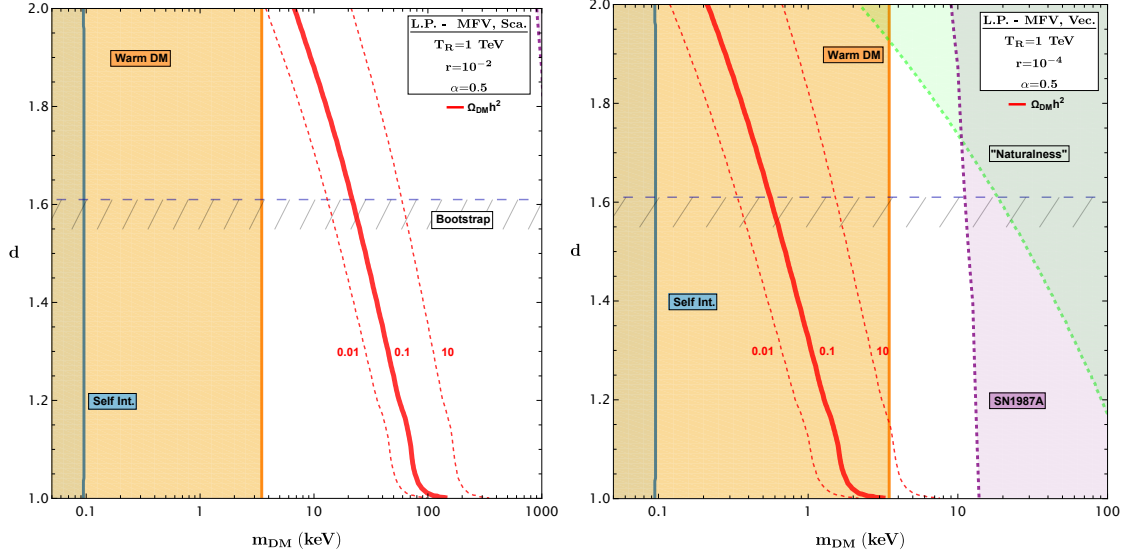 L.P. - MFV, Sca.
T_R=1 TeV
r=10^-2
α=0.5
Ω_DM h^2
Warm DM
Bootstrap
Self Int.
0.01
0.1
10
2.0
1.8
1.6
1.4
1.2
1.0
d
0.1
1
10
100
1000
m_DM (keV)
L.P. - MFV, Vec.
T_R=1 TeV
r=10^-4
α=0.5
Ω_DM h^2
Warm DM
"Naturalness"
Self Int.
0.01
0.1
10
SN1987A
2.0
1.8
1.6
1.4
1.2
1.0
d
0.1
1
10
100
m_DM (keV)